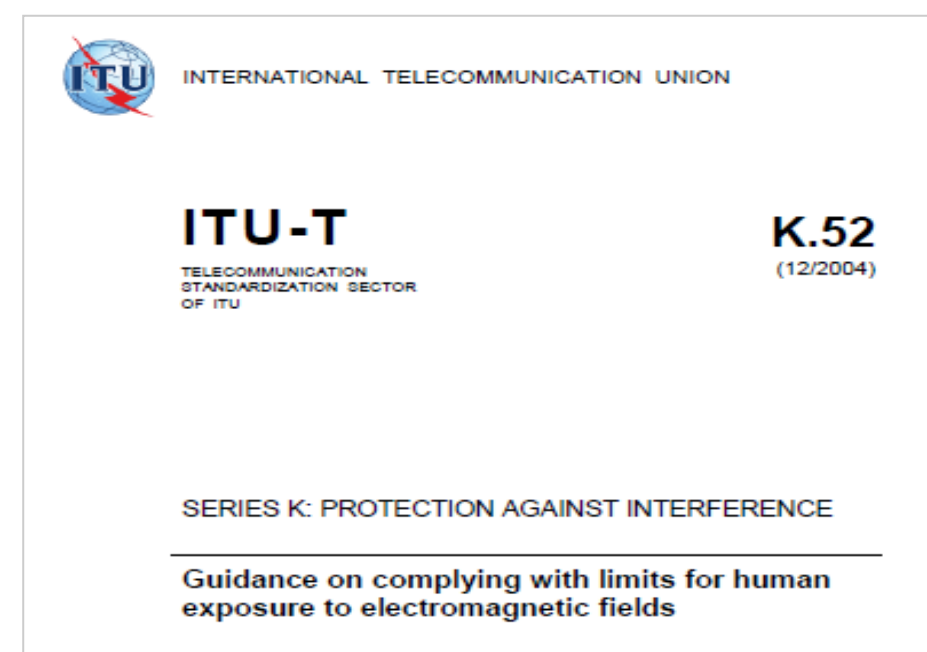 ITU
INTERNATIONAL TELECOMMUNICATION UNION
ITU-T
K.52
TELECOMMUNICATION
STANDARDIZATION SECTOR
OF ITU
(12/2004)
SERIES K: PROTECTION AGAINST INTERFERENCE
Guidance on complying with limits for human
exposure to electromagnetic fields